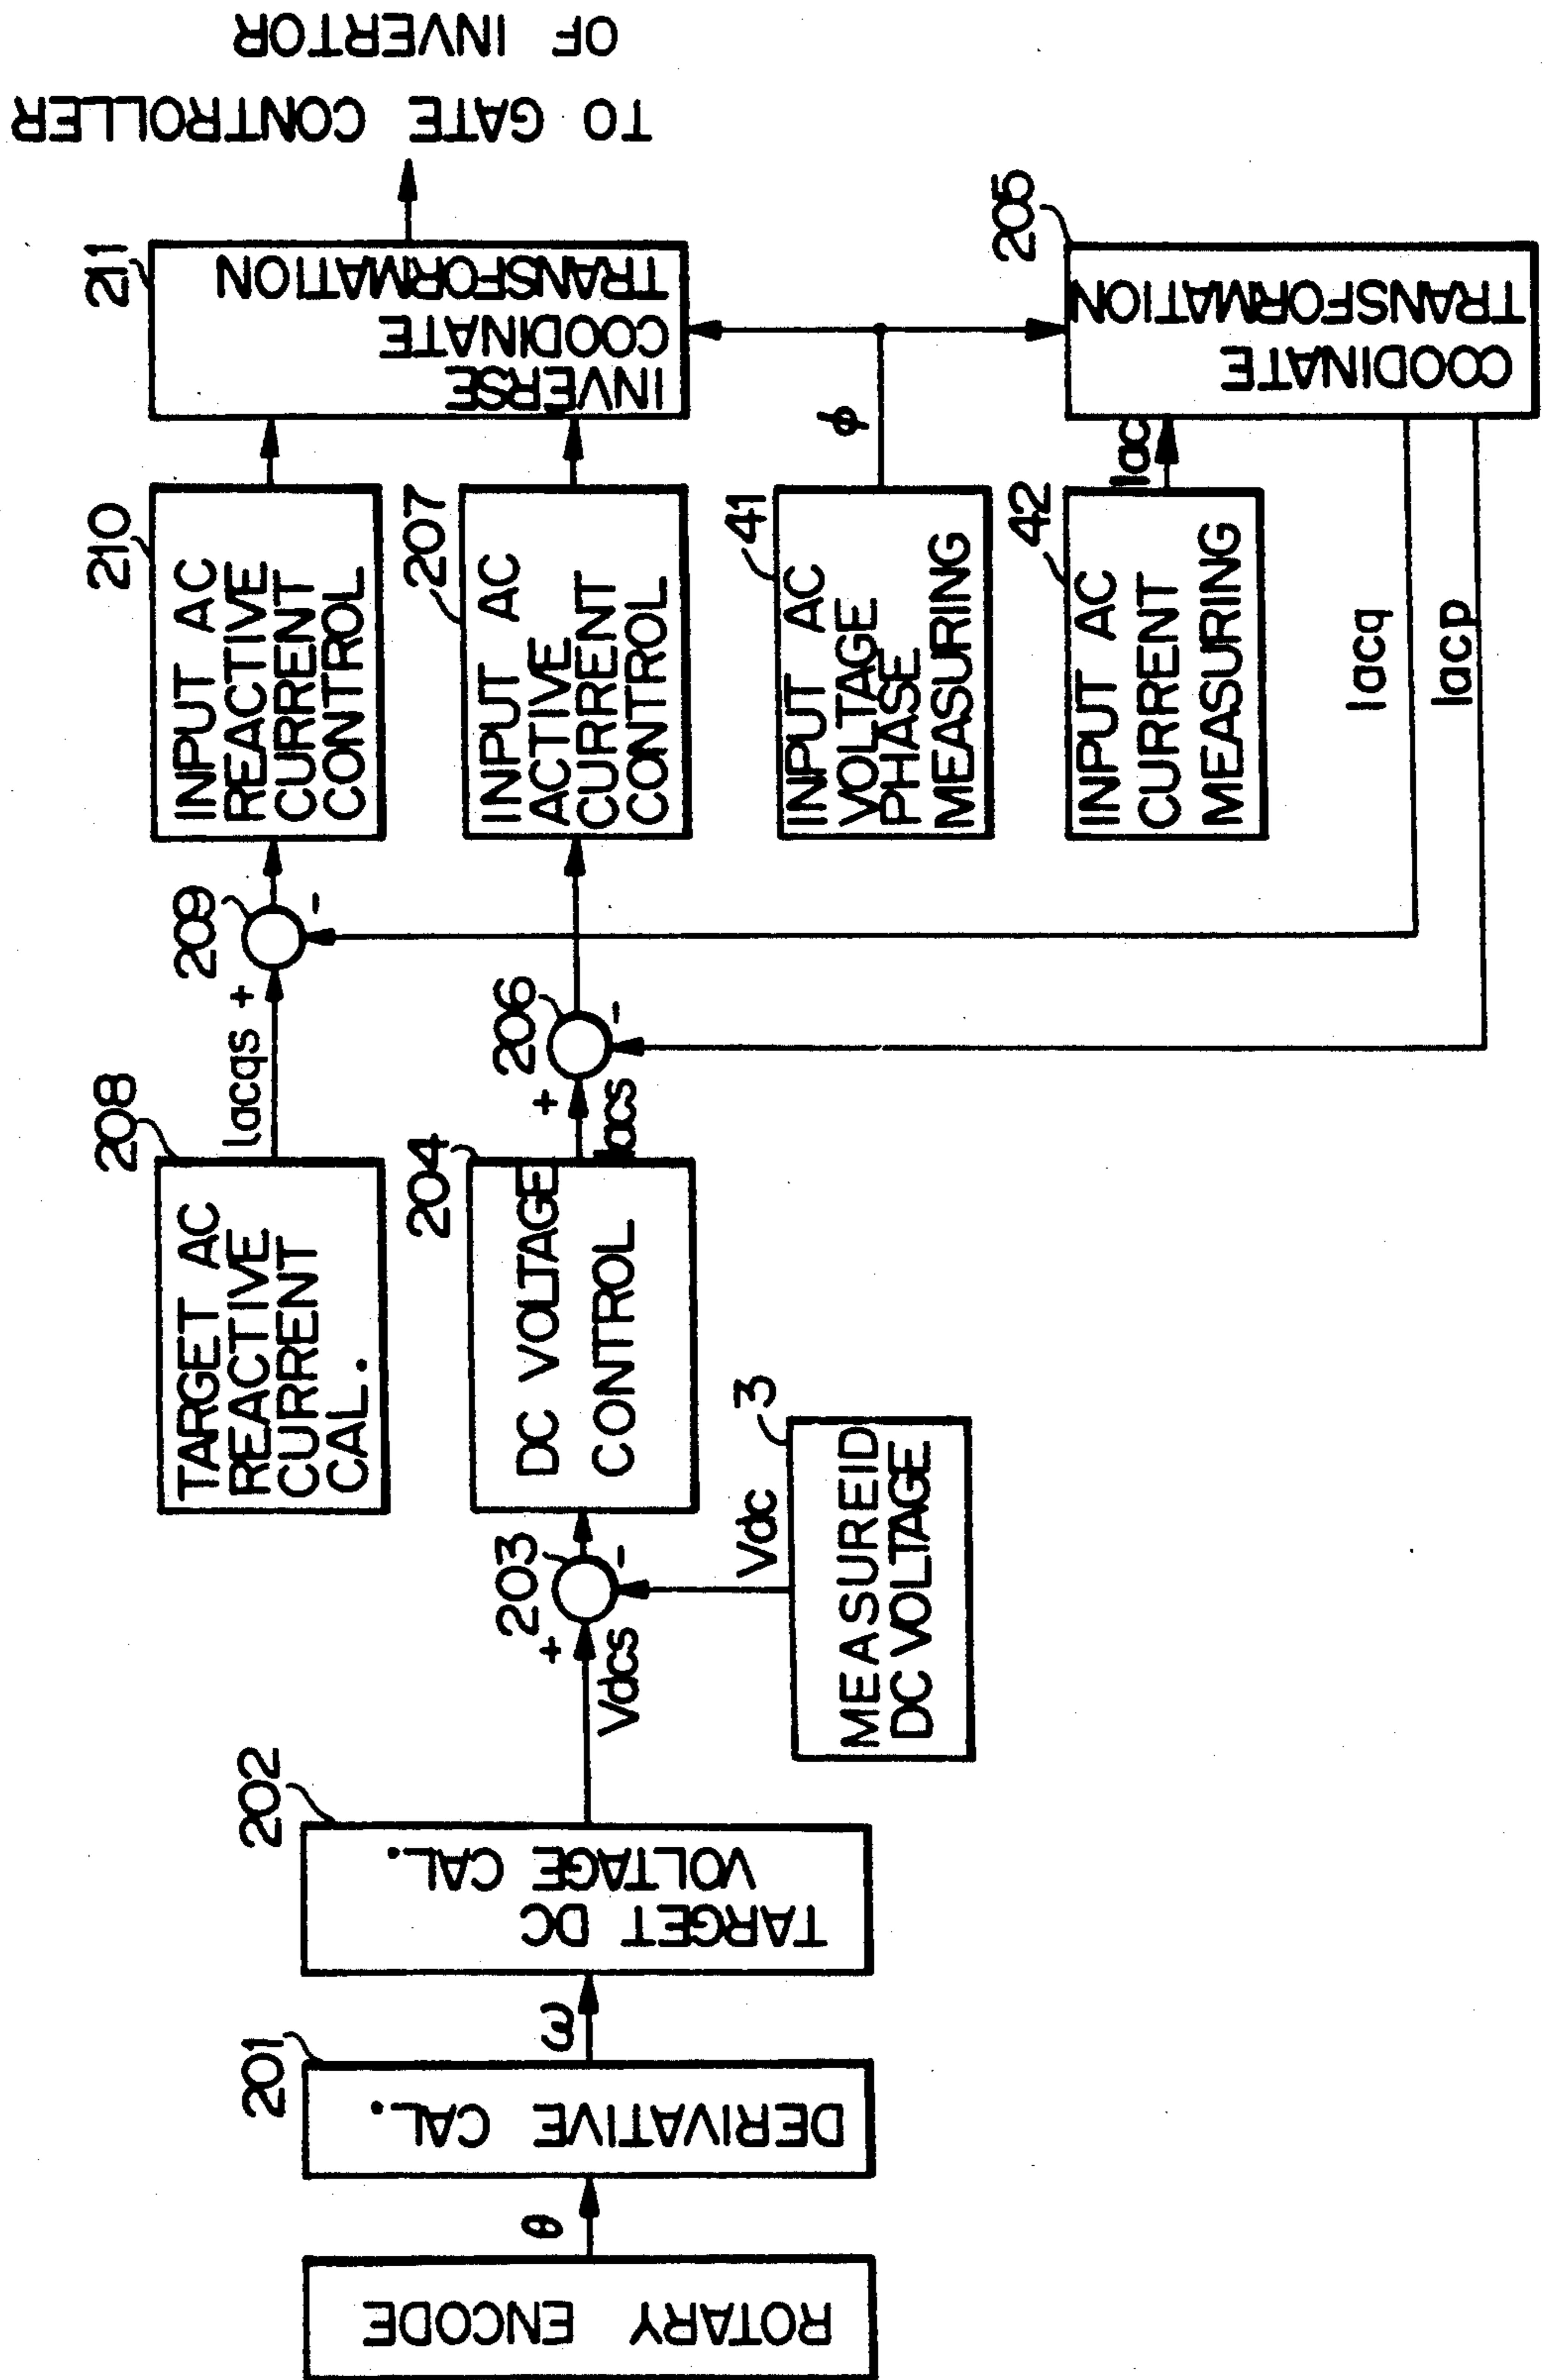 ROTARY ENCODE
θ
201
DERIVATIVE CAL.
ω
202
TARGET DC
VOLTAGE CAL.
Vdcs
+
203
-
Vdc
3
MEASUREID
DC VOLTAGE
204
DC VOLTAGE
CONTROL
Iacs
+
206
-
208
TARGET AC
REACTIVE
CURRENT
CAL.
Iacqs
+
209
-
210
INPUT AC
REACTIVE
CURRENT
CONTROL
207
INPUT AC
ACTIVE
CURRENT
CONTROL
41
INPUT AC
VOLTAGE
PHASE
MEASURING
φ
42
INPUT AC
CURRENT
MEASURING
Iac
Iacq
Iacp
211
INVERSE
COODINATE
TRANSFORMATION
205
COODINATE
TRANSFORMATION
TO GATE CONTROLLER
OF INVERTOR